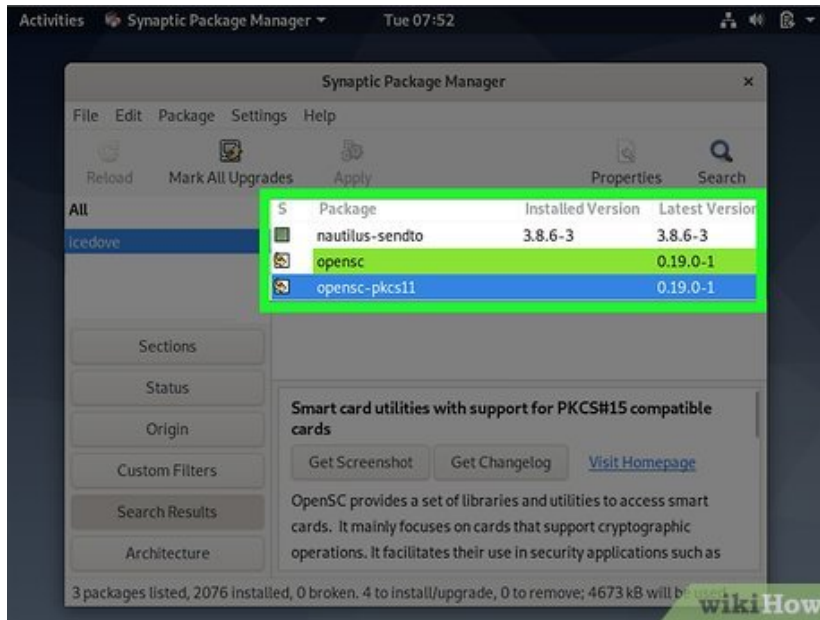 Activities Synaptic Package Manager Tue 07:52
Synaptic Package Manager
File Edit Package Settings Help
Reload Mark All Upgrades Apply Properties Search
All
icedove
S Package Installed Version Latest Version
nautilus-sendto 3.8.6-3 3.8.6-3
opensc 0.19.0-1
opensc-pkcs11 0.19.0-1
Sections
Status
Origin
Custom Filters
Search Results
Architecture
Smart card utilities with support for PKCS#15 compatible
cards
Get Screenshot Get Changelog Visit Homepage
OpenSC provides a set of libraries and utilities to access smart
cards. It mainly focuses on cards that support cryptographic
operations. It facilitates their use in security applications such as
3 packages listed, 2076 installed, 0 broken. 4 to install/upgrade, 0 to remove; 4673 kB will be used
wikiHow